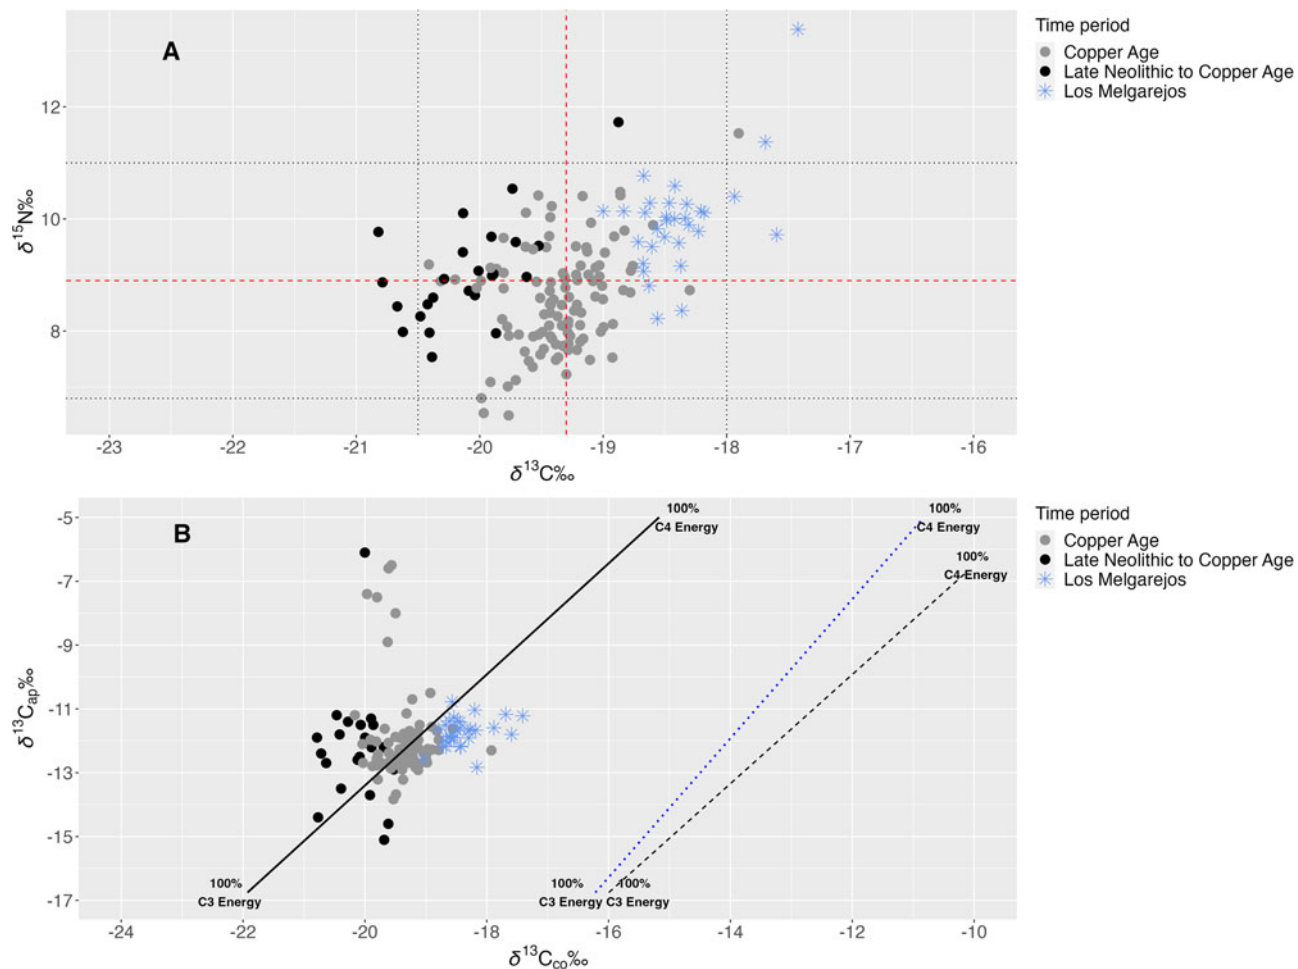 A
12
10
8
δ15N‰
-23 -22 -21 -20 -19 -18 -17 -16
δ13C‰
Time period
Copper Age
Late Neolithic to Copper Age
Los Melgarejos
B
-5
-7
-9
-11
-13
-15
-17
δ13Cap‰
100%
C4 Energy
100%
C4 Energy
100%
C4 Energy
100%
C3 Energy
100%
C3 Energy
100%
C3 Energy
-24 -22 -20 -18 -16 -14 -12 -10
δ13Cco‰
Time period
Copper Age
Late Neolithic to Copper Age
Los Melgarejos